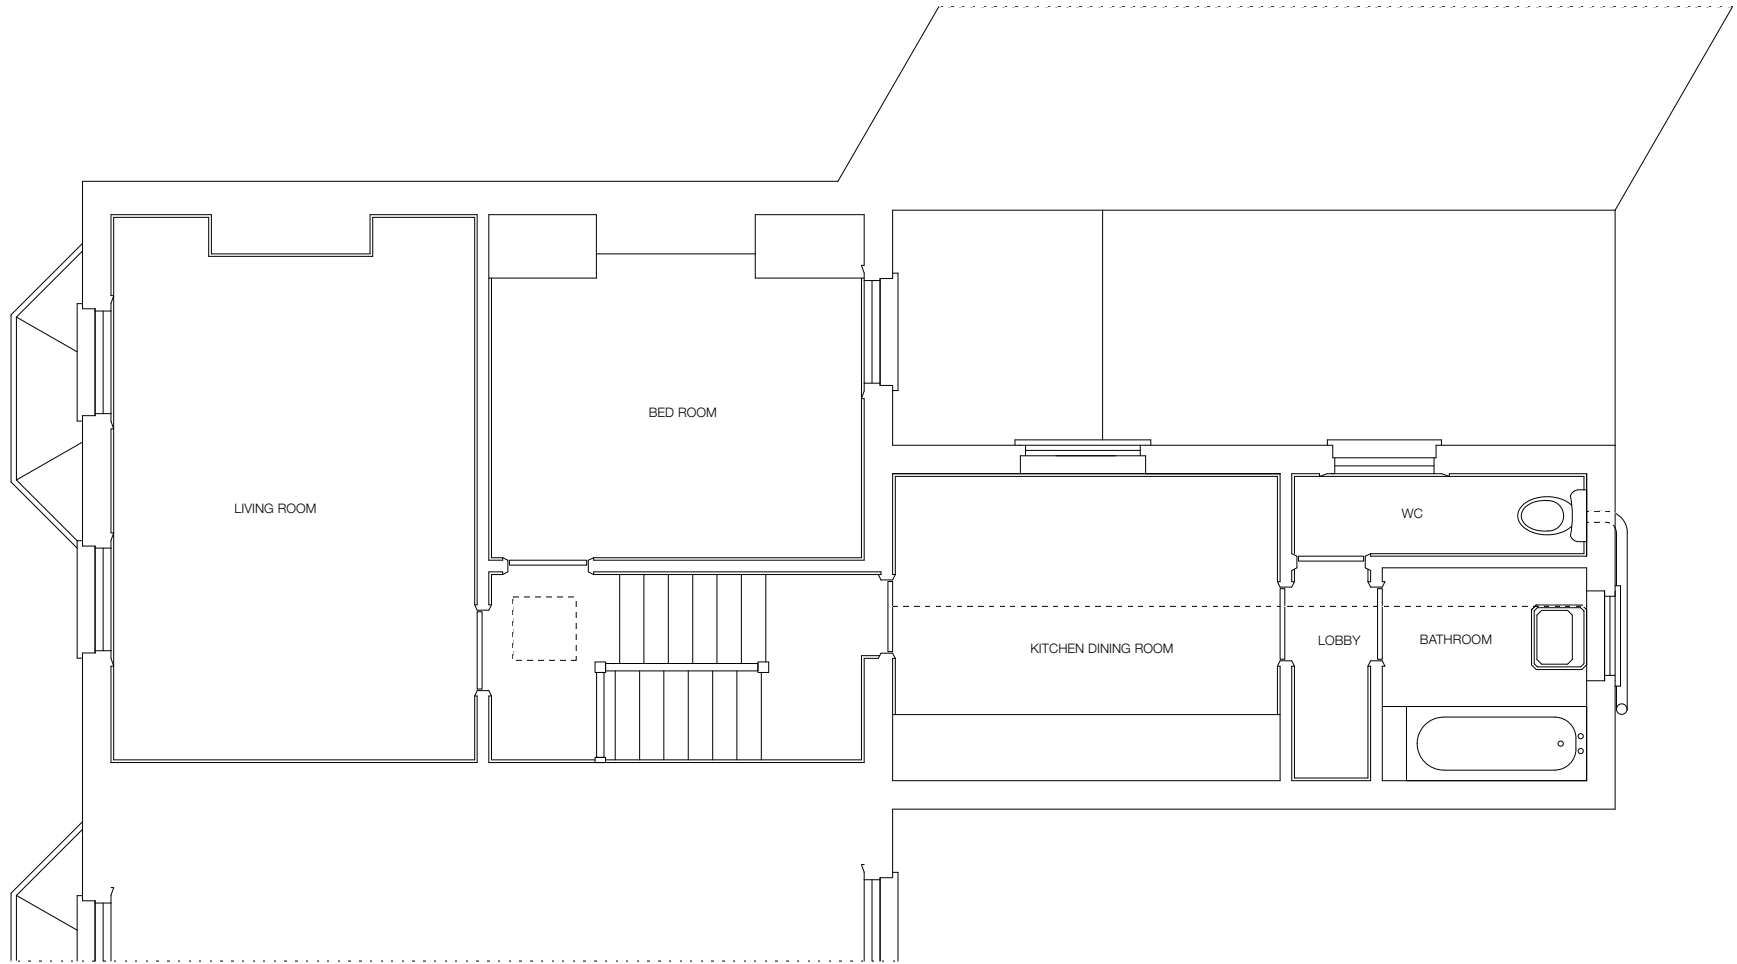 BED ROOM
LIVING ROOM
WC
KITCHEN DINING ROOM
LOBBY
BATHROOM